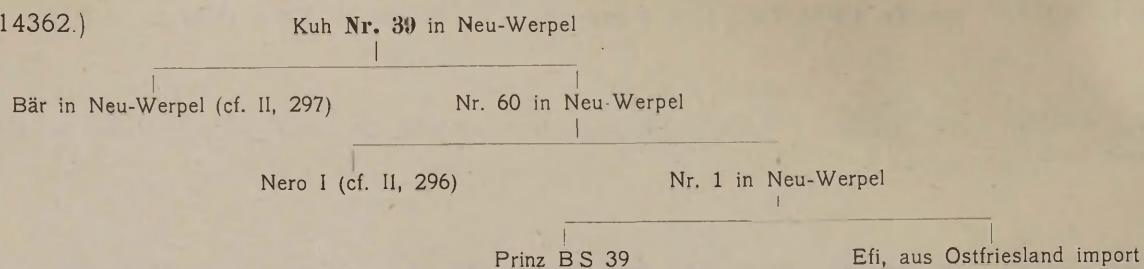 14362.) Kuh Nr. 39 in Neu-Werpel
Bär in Neu-Werpel (cf. II, 297) Nr. 60 in Neu-Werpel
Nero I (cf. II, 296) Nr. 1 in Neu-Werpel
Prinz B S 39 Efi, aus Ostfriesland import